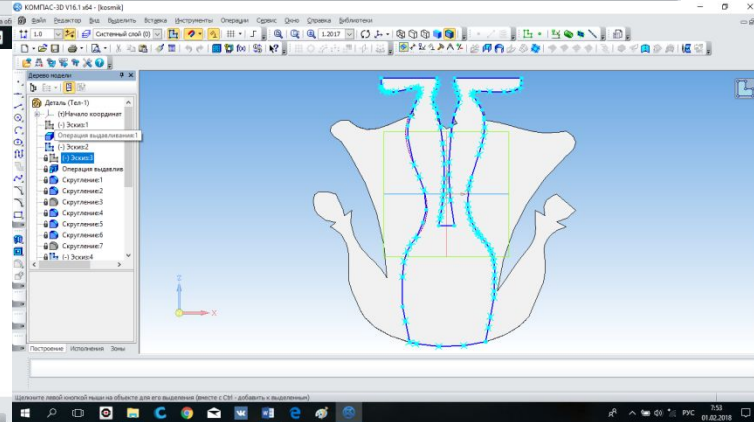 КОМПАС-3D V16.1 x64 - [kosmik]
Файл Редактор Вид Выделить Вставка Инструменты Операции Сервис Окно Справка Библиотеки
1.0 Системный слой (0) 1.2017
Дерево модели
Деталь (Тел-1)
(т)Начало координат
(-) Эскиз:1
Операция выдавливания:1
(-) Эскиз:2
(-) Эскиз:3
Операция выдавлив
Скругление:1
Скругление:2
Скругление:3
Скругление:4
Скругление:5
Скругление:6
Скругление:7
(-) Эскиз:4
Z
X
Построение Исполнения Зоны
Щелкните левой кнопкой мыши на объекте для его выделения (вместе с Ctrl - добавить к выделенным)
РУС
7:53
01.02.2018